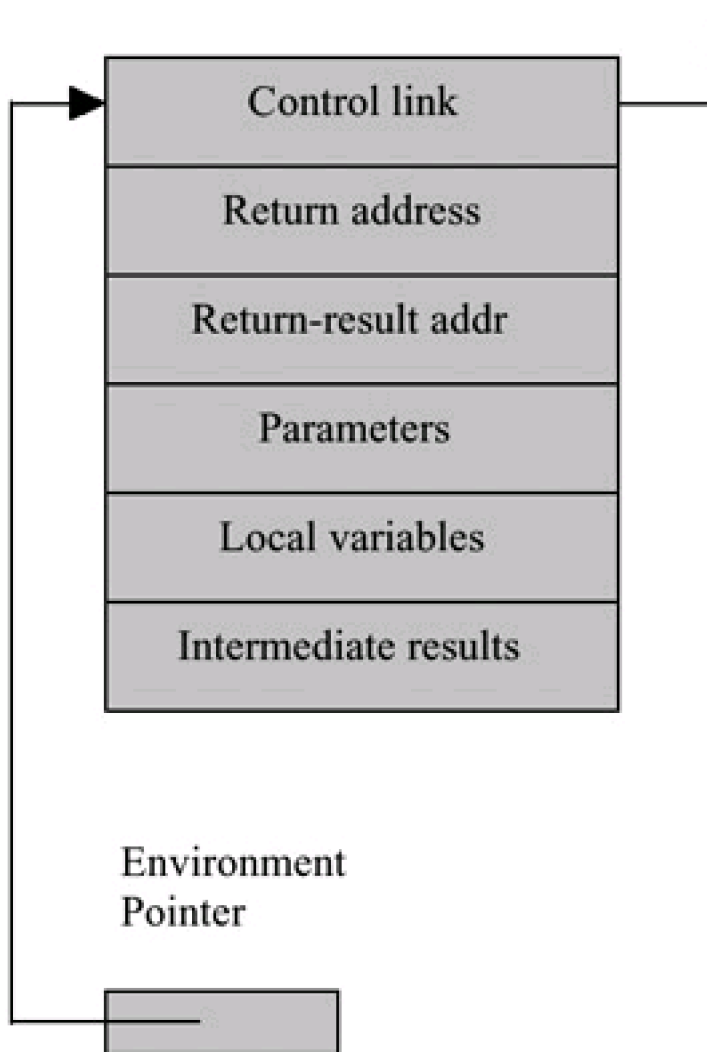 Control link
Return address
Return-result addr
Parameters
Local variables
Intermediate results
Environment
Pointer